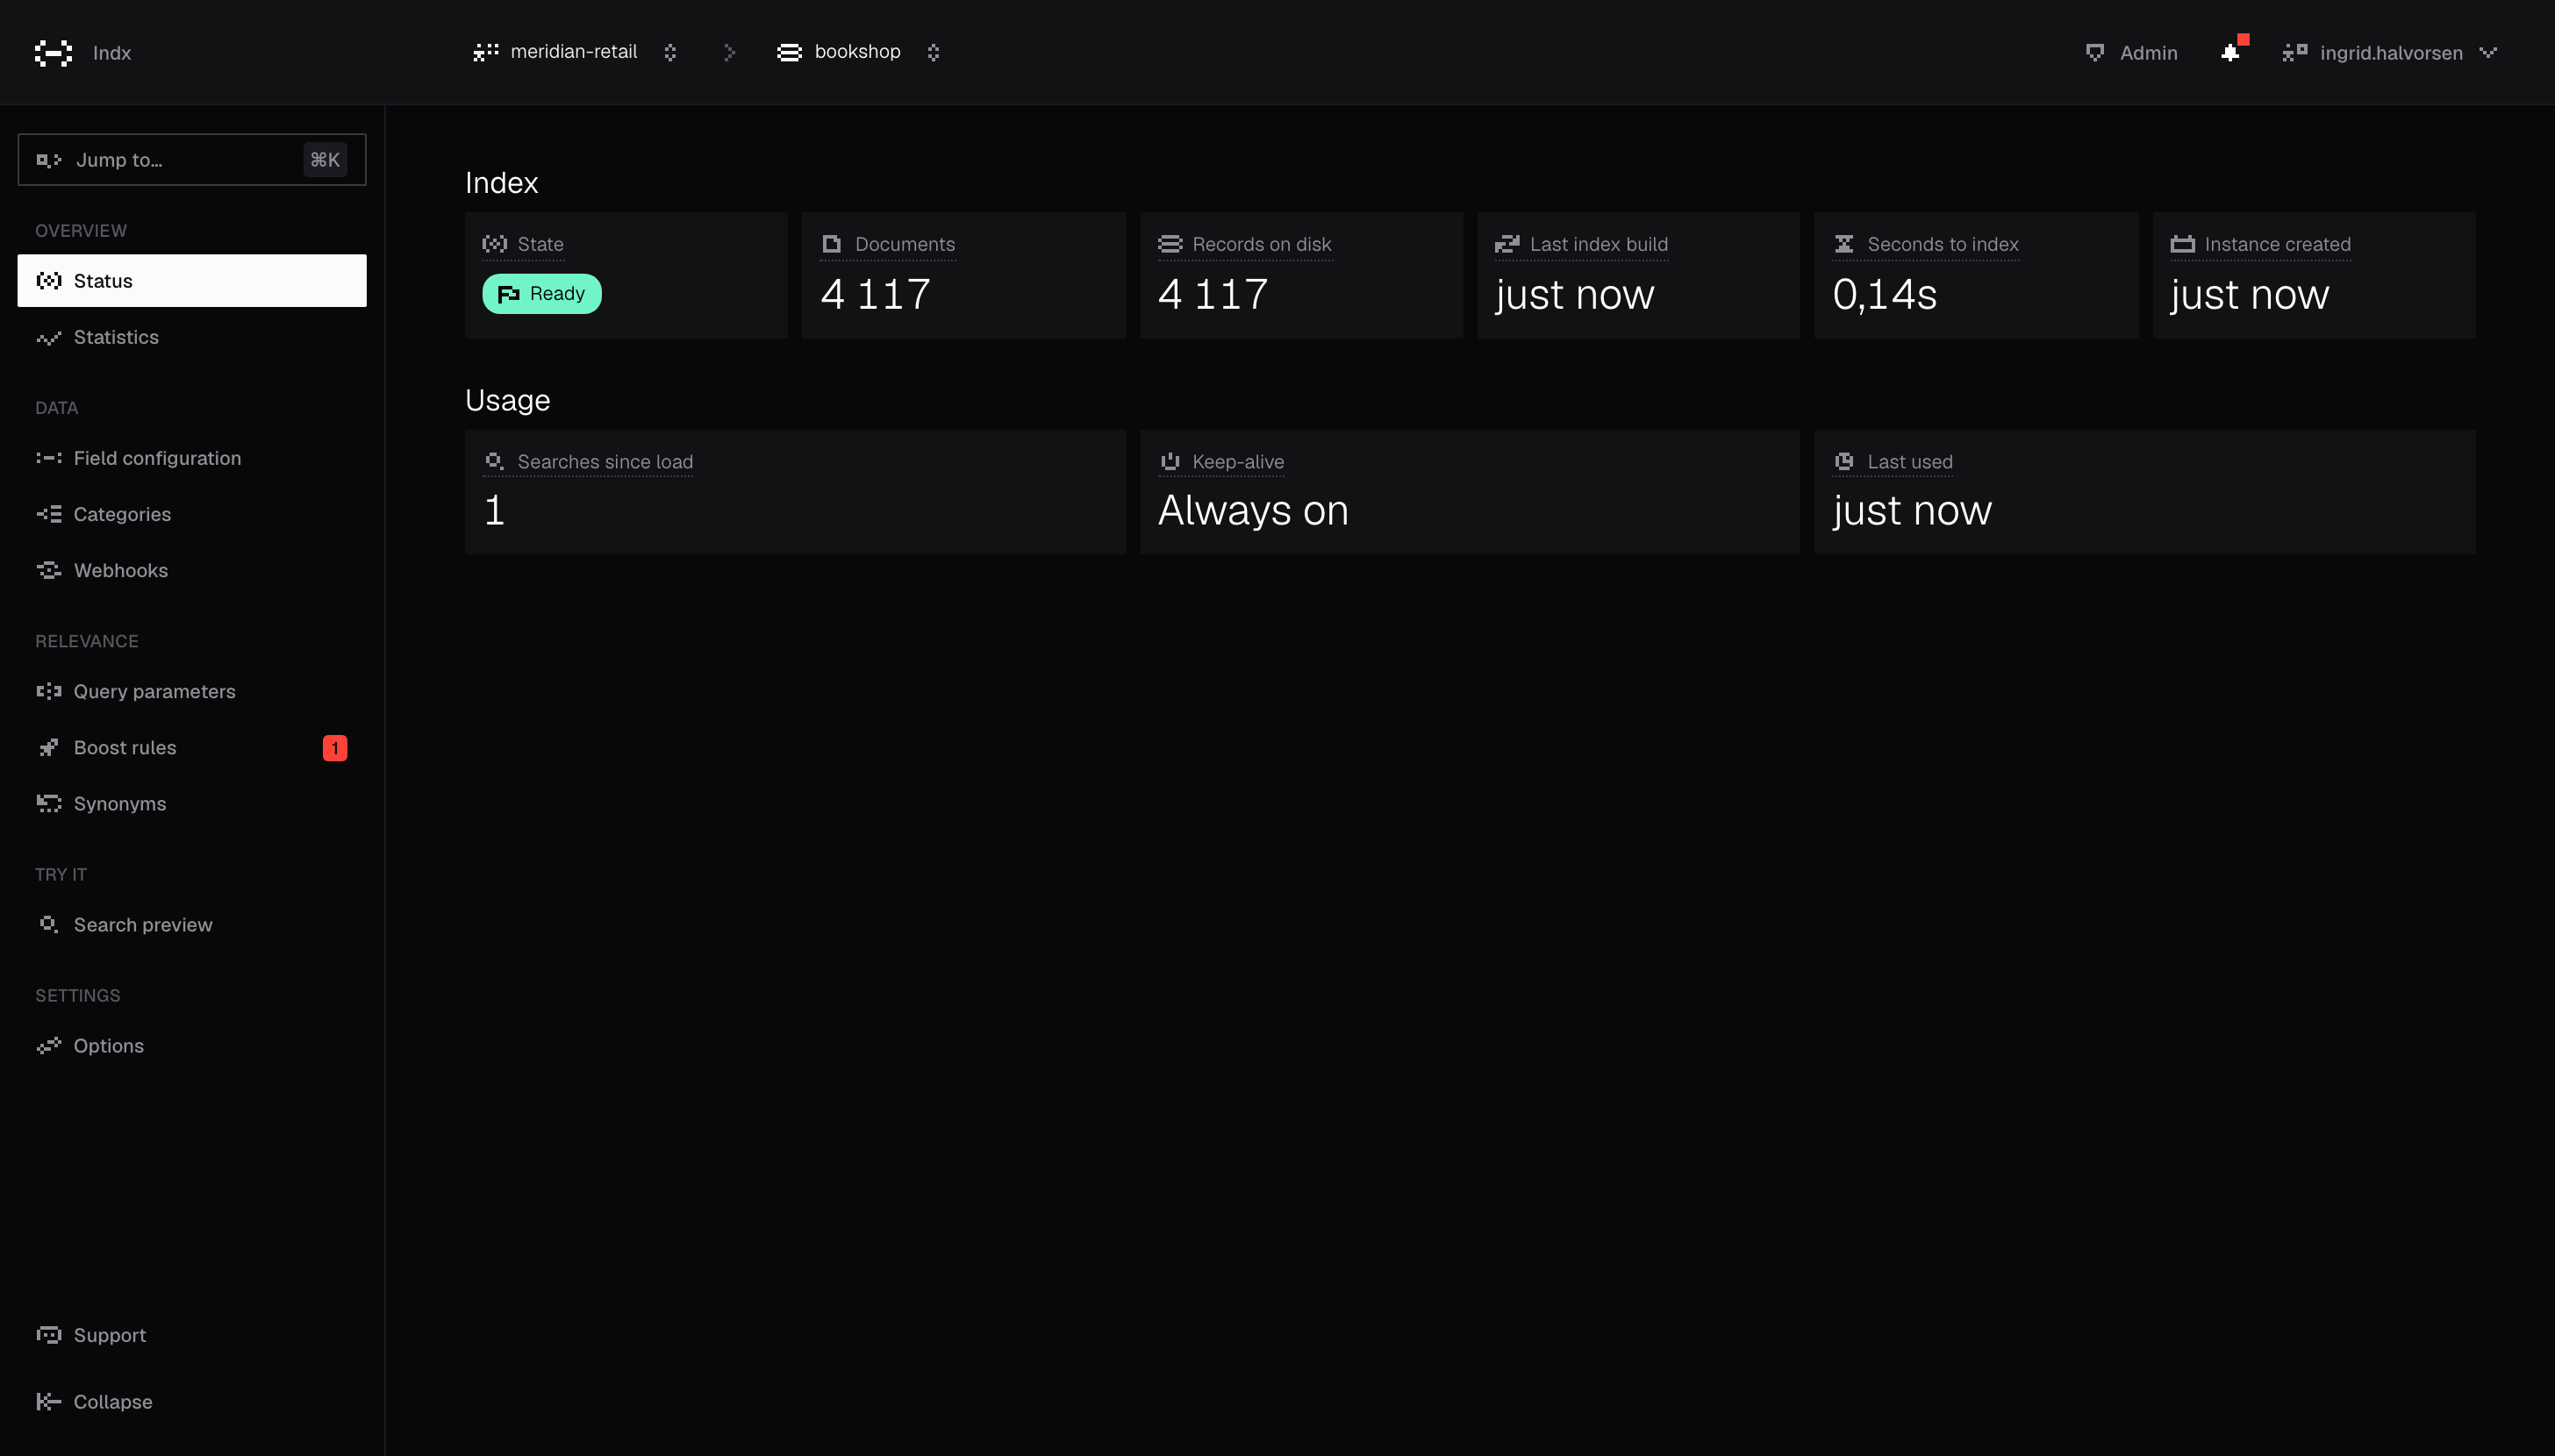 Indx
meridian-retail
bookshop
Admin
ingrid.halvorsen
Jump to...
⌘K
OVERVIEW
Status
Statistics
DATA
Field configuration
Categories
Webhooks
RELEVANCE
Query parameters
Boost rules
1
Synonyms
TRY IT
Search preview
SETTINGS
Options
Support
Collapse
Index
State
Ready
Documents
4 117
Records on disk
4 117
Last index build
just now
Seconds to index
0,14s
Instance created
just now
Usage
Searches since load
1
Keep-alive
Always on
Last used
just now